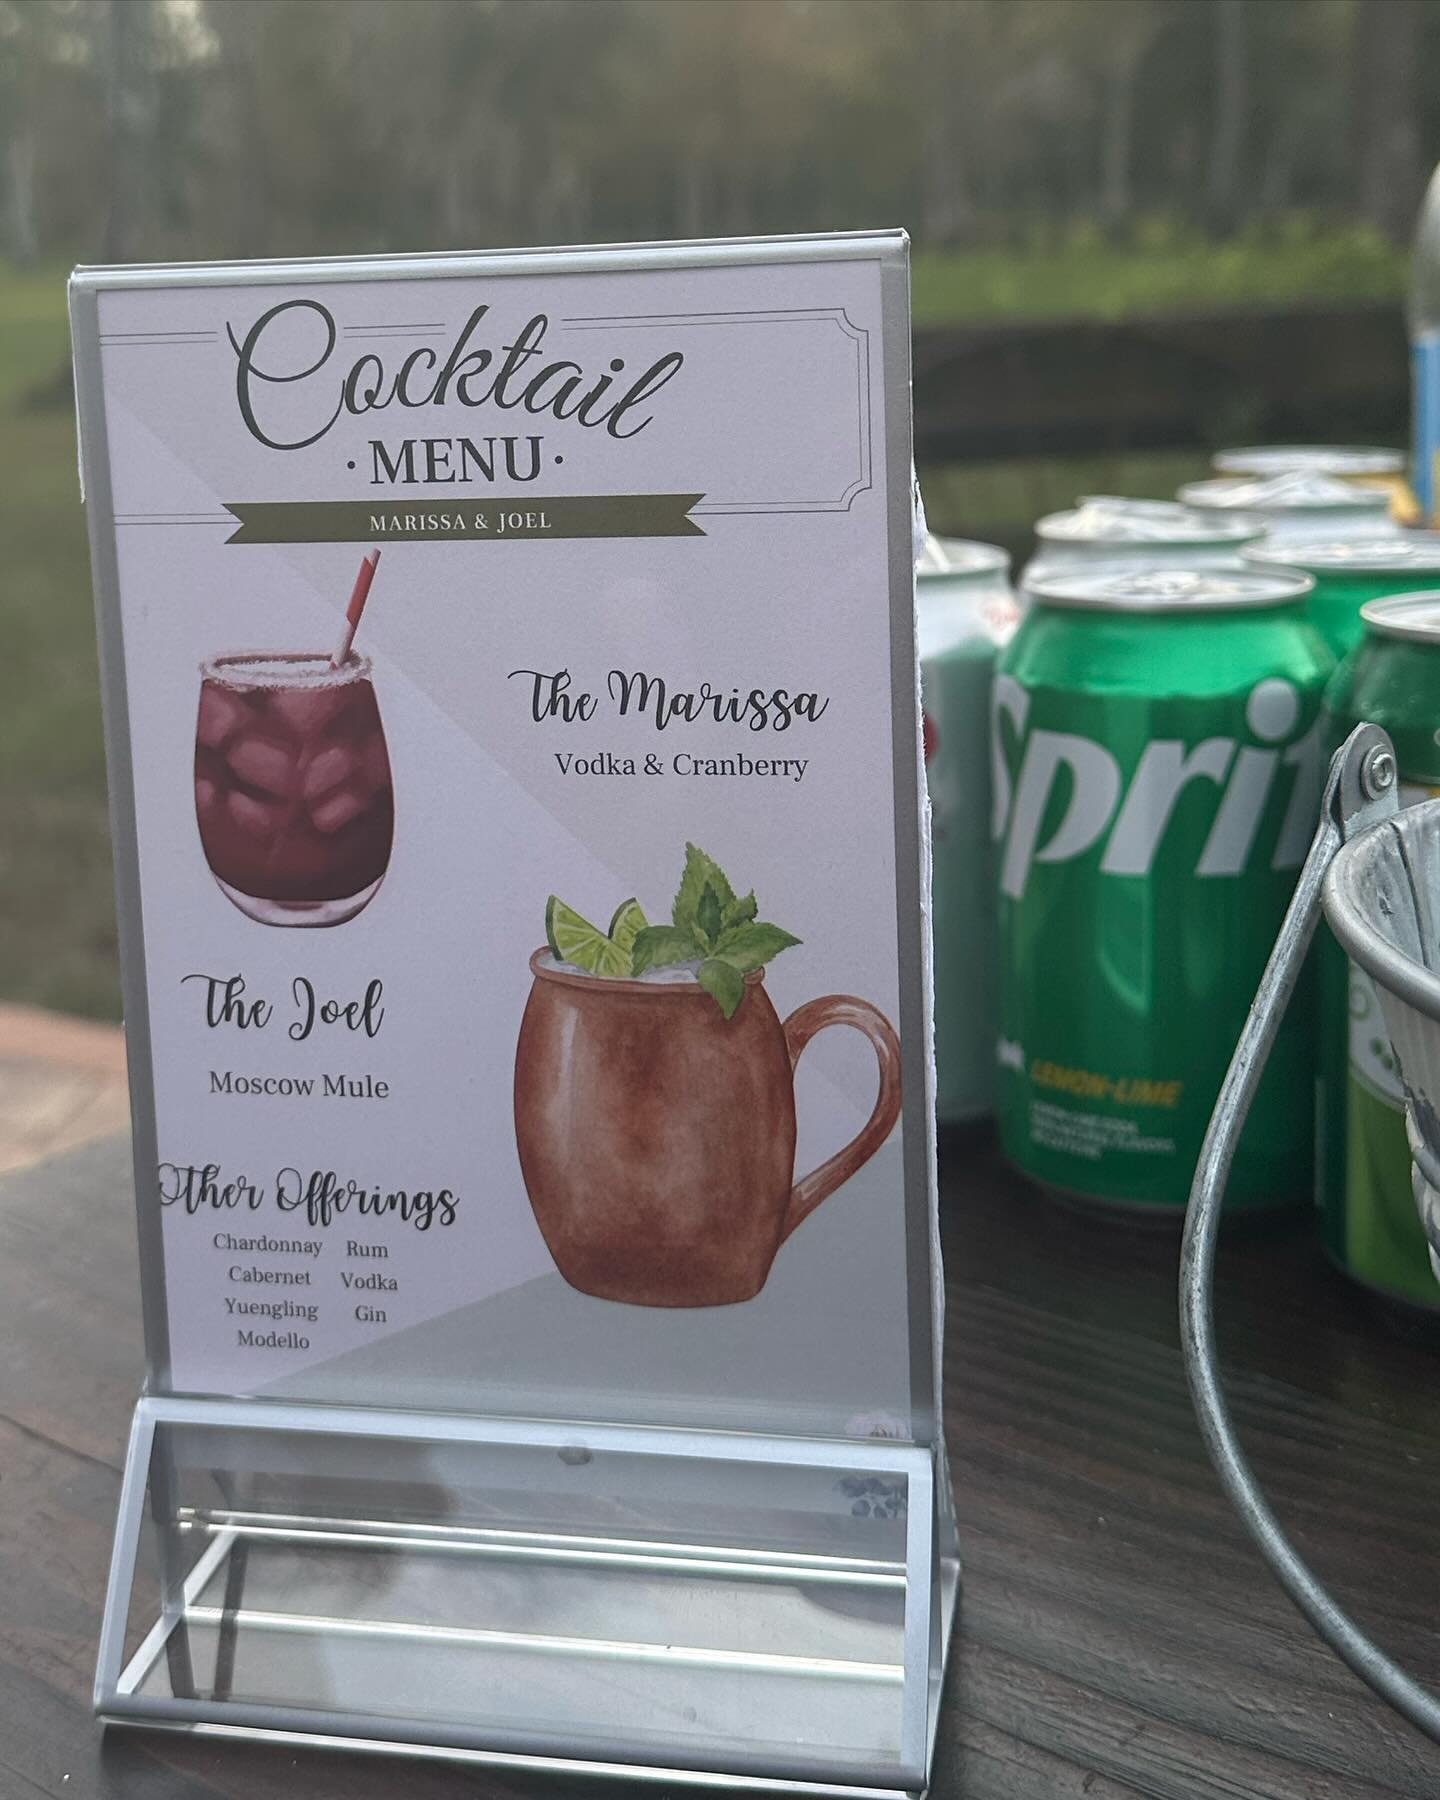 Cocktail
· MENU ·
MARISSA & JOEL
The Marissa
Vodka & Cranberry
The Joel
Moscow Mule
Other Offerings
Chardonnay Rum
Cabernet Vodka
Yuengling Gin
Modello
Sprit
LEMON-LIME